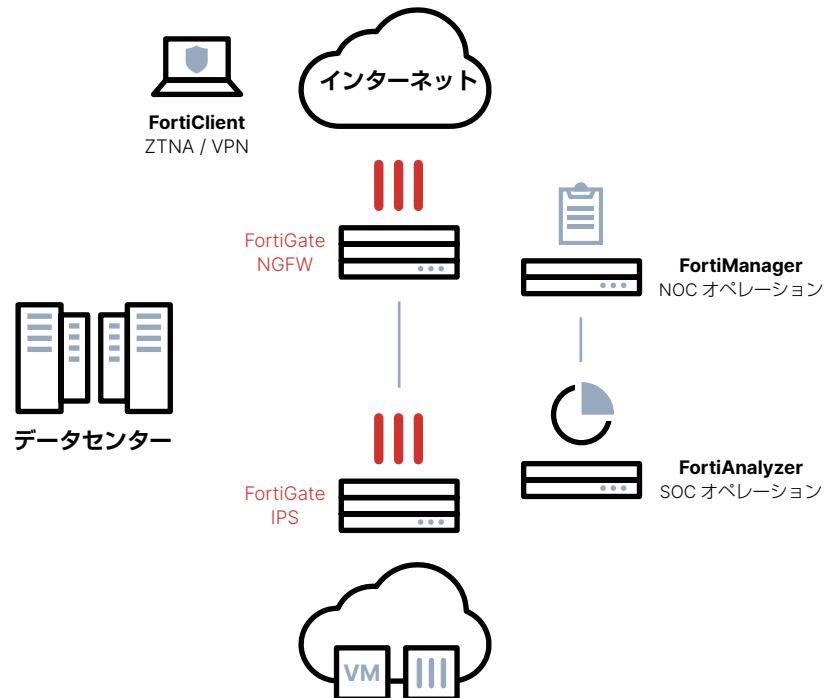 インターネット
FortiClient
ZTNA / VPN
FortiGate
NGFW
FortiManager
NOC オペレーション
データセンター
FortiGate
IPS
FortiAnalyzer
SOC オペレーション
VM